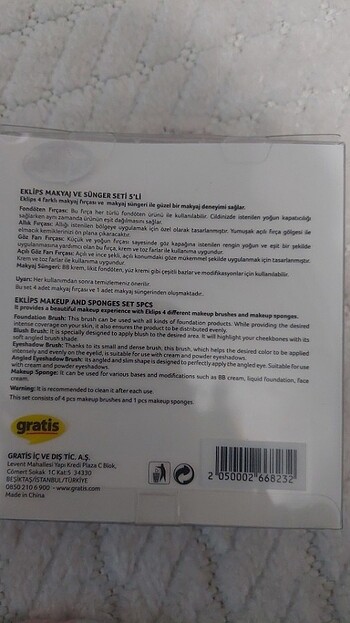 EKLİPS MAKYAJ VE SÜNGER SETİ 5'Lİ
Eklips 4 farklı makyaj fırçası ve makyaj süngeri ile güzel bir makyaj deneyimi sağlar.
Fondöten Fırçası: Bu fırça her türlü fondöten ürünü ile kullanılabilir. Cildinizde istenilen yoğun kapatıcılığı
sağlarken aynı zamanda ürünün eşit dağılmasını sağlar.
Allık Fırçası: Allığı istenilen bölgeye uygulamak için özel olarak tasarlanmıştır. Yumuşak açılı fırça gölgesi ile
elmacık kemiklerinizi ön plana çıkaracaktır.
Göz Farı Fırçası: Küçük ve yoğun fırçası sayesinde göz kapağına istenilen rengin yoğun ve eşit bir şekilde
uygulanmasına yardımcı olan bu fırça, krem ve toz farlar ile kullanıma uygundur.
Açılı Göz Farı Fırçası: Açılı ve ince şekli, açılı konumdaki göze mükemmel şekilde uygulamak için tasarlanmıştır.
Krem ve toz farlar ile kullanıma uygundur.
Makyaj Süngeri: BB krem, likit fondöten, yüz kremi gibi çeşitli bazlar ve modifikasyonlar için kullanılabilir.
Uyarı: Her kullanımdan sonra temizlemeniz önerilir.
Bu set 4 adet makyaj fırçası ve 1 adet makyaj süngerinden oluşmaktadır.
EKLİPS MAKEUP AND SPONGES SET 5PCS
It provides a beautiful makeup experience with Eklips 4 different makeup brushes and makeup sponges.
Foundation Brush: This brush can be used with all kinds of foundation products. While providing the desired
intense coverage on your skin, it also ensures the product to be distributed evenly.
Blush Brush: It is specially designed to apply blush to the desired area. It will highlight your cheekbones with its
soft angled brush shade.
Eyeshadow Brush: Thanks to its small and dense brush, this brush, which helps the desired color to be applied
intensely and evenly on the eyelid, is suitable for use with cream and powder eyeshadows.
Angled Eyeshadow Brush: Its angled and slim shape is designed to perfectly apply the angled eye. Suitable for use
with cream and powder eyeshadows.
Makeup Sponge: It can be used for various bases and modifications such as BB cream, liquid foundation, face
cream.
Warning: It is recommended to clean it after each use.
This set consists of 4 pcs makeup brushes and 1 pcs makeup sponges.
gratis
GRATİS İÇ VE DIŞ TİC. A.Ş.
Levent Mahallesi Yapı Kredi Plaza C Blok,
Cömert Sokak 1C Kat:5 34330
BEŞİKTAŞ/İSTANBUL/TÜRKİYE
0850 210 6 900 - www.gratis.com
Made in China
2 050002 668232